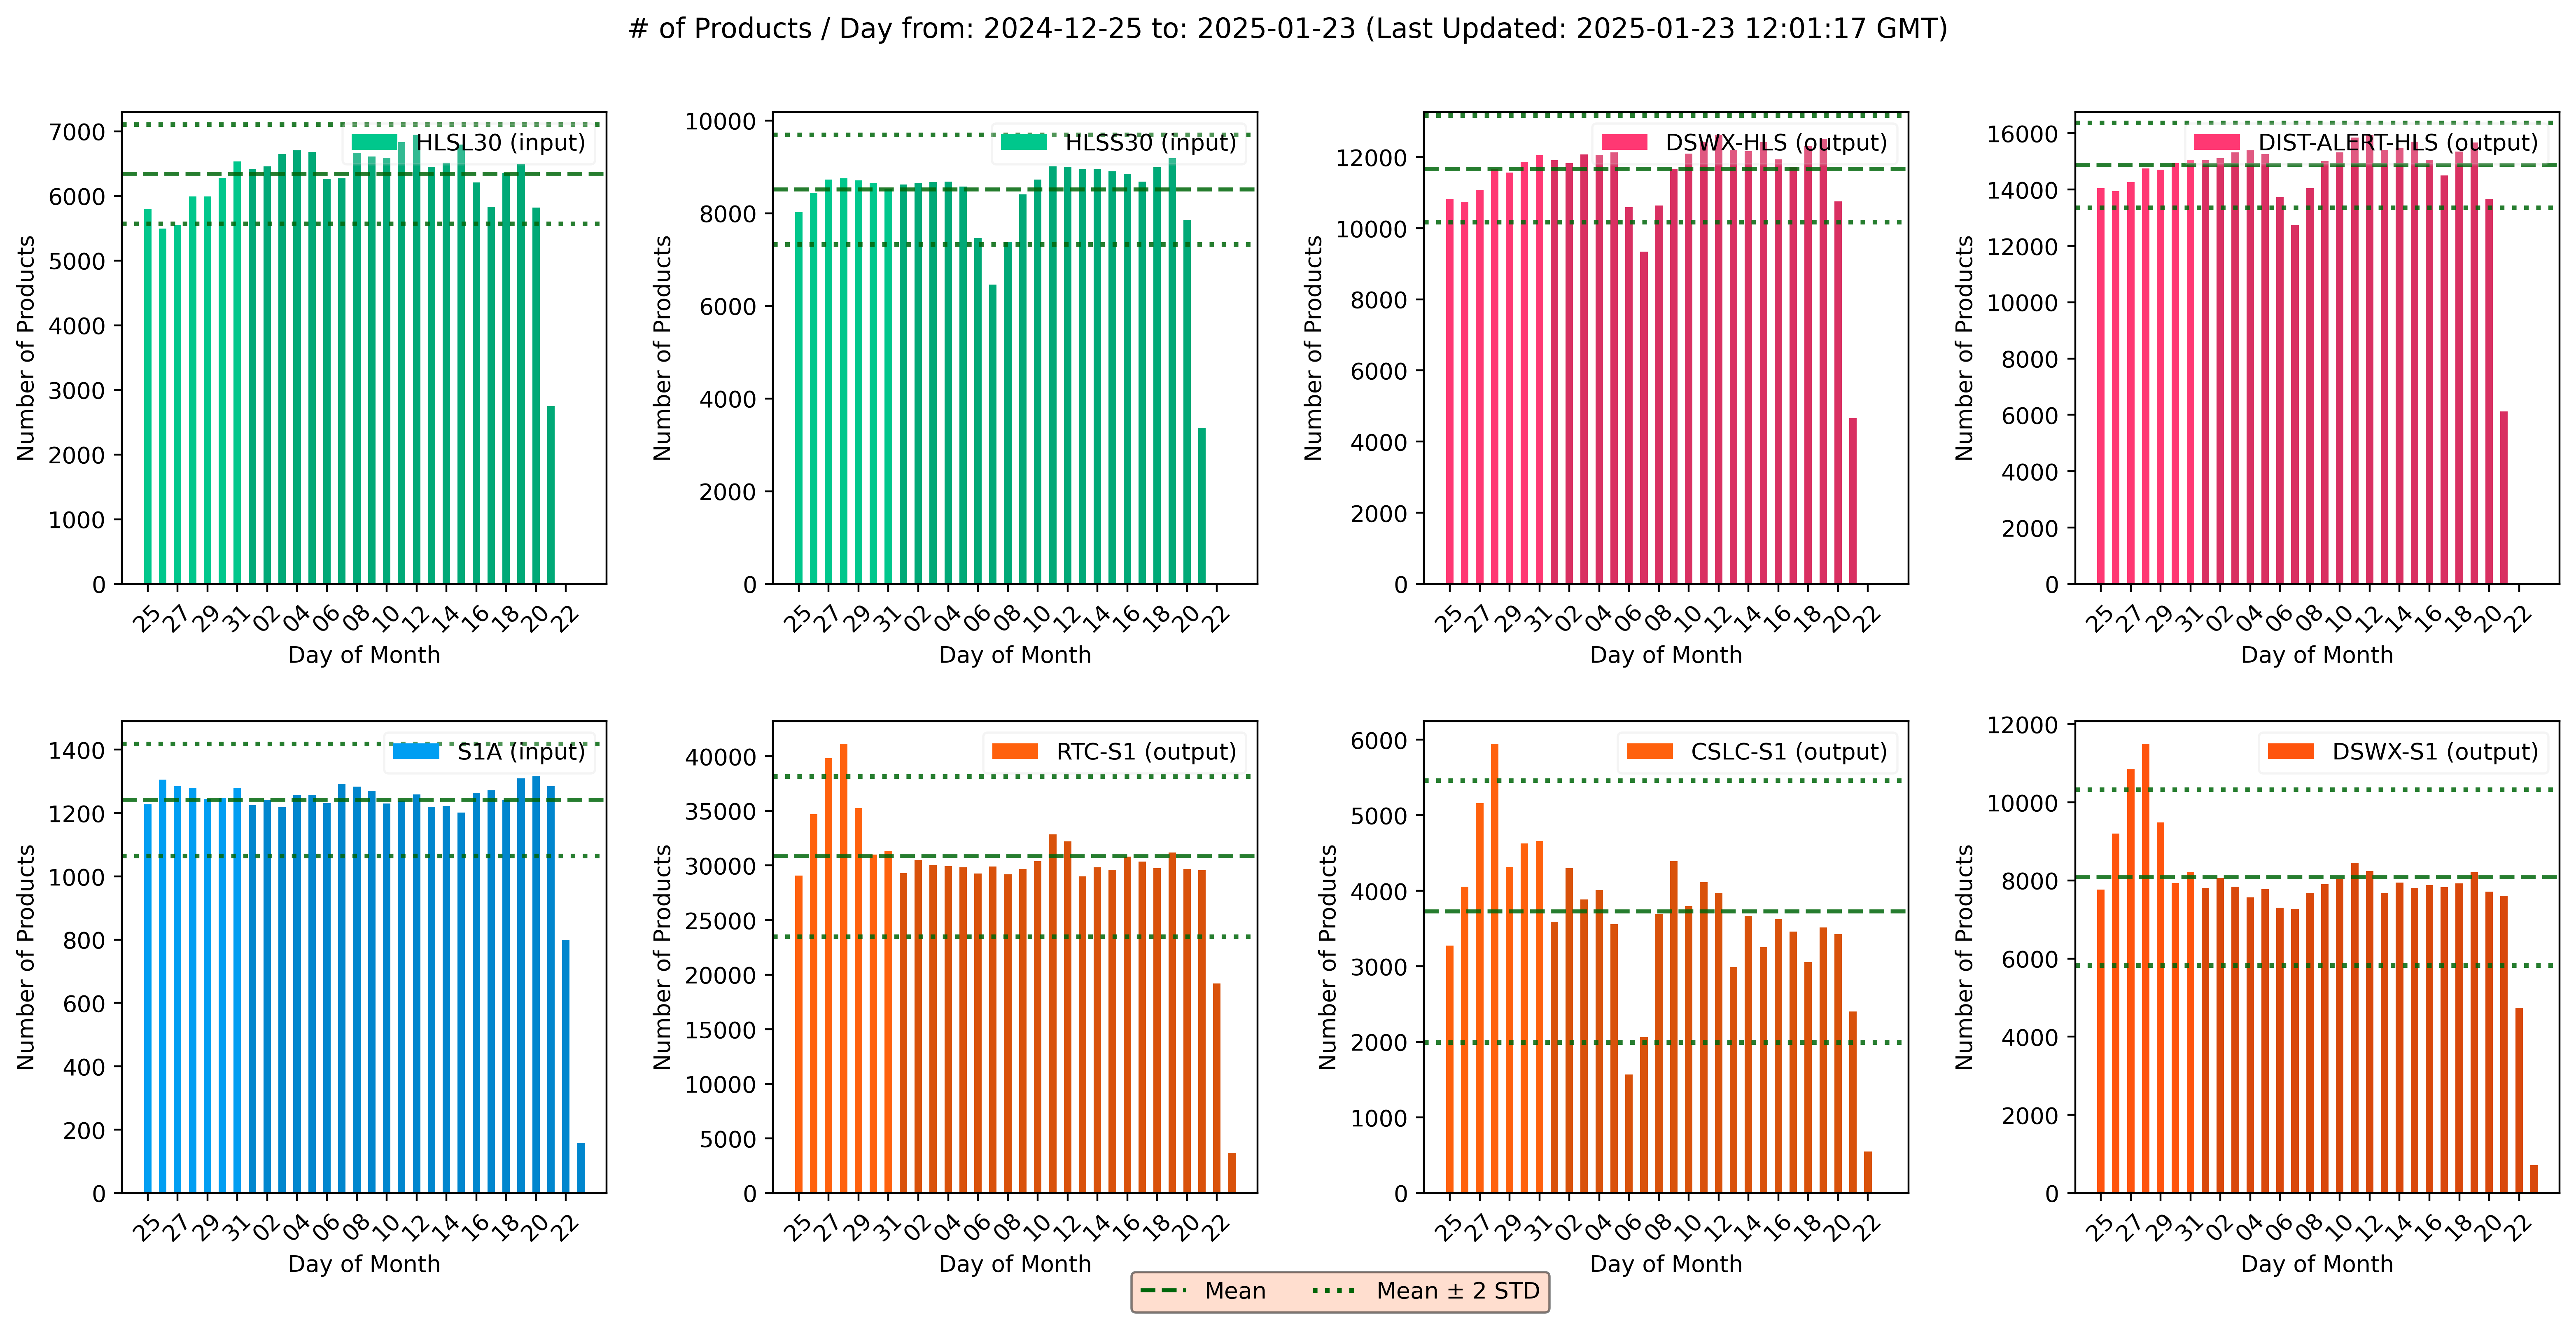 # of Products / Day from: 2024-12-25 to: 2025-01-23 (Last Updated: 2025-01-23 12:01:17 GMT)
HLSL30 (input)
Number of Products
7000
6000
5000
4000
3000
2000
1000
0
25 27 29 31 02 04 06 08 10 12 14 16 18 20 22
Day of Month
HLSS30 (input)
Number of Products
10000
8000
6000
4000
2000
0
25 27 29 31 02 04 06 08 10 12 14 16 18 20 22
Day of Month
DSWX-HLS (output)
Number of Products
12000
10000
8000
6000
4000
2000
0
25 27 29 31 02 04 06 08 10 12 14 16 18 20 22
Day of Month
DIST-ALERT-HLS (output)
Number of Products
16000
14000
12000
10000
8000
6000
4000
2000
0
25 27 29 31 02 04 06 08 10 12 14 16 18 20 22
Day of Month
S1A (input)
Number of Products
1400
1200
1000
800
600
400
200
0
25 27 29 31 02 04 06 08 10 12 14 16 18 20 22
Day of Month
RTC-S1 (output)
Number of Products
40000
35000
30000
25000
20000
15000
10000
5000
0
25 27 29 31 02 04 06 08 10 12 14 16 18 20 22
Day of Month
CSLC-S1 (output)
Number of Products
6000
5000
4000
3000
2000
1000
0
25 27 29 31 02 04 06 08 10 12 14 16 18 20 22
Day of Month
DSWX-S1 (output)
Number of Products
12000
10000
8000
6000
4000
2000
0
25 27 29 31 02 04 06 08 10 12 14 16 18 20 22
Day of Month
Mean Mean ± 2 STD